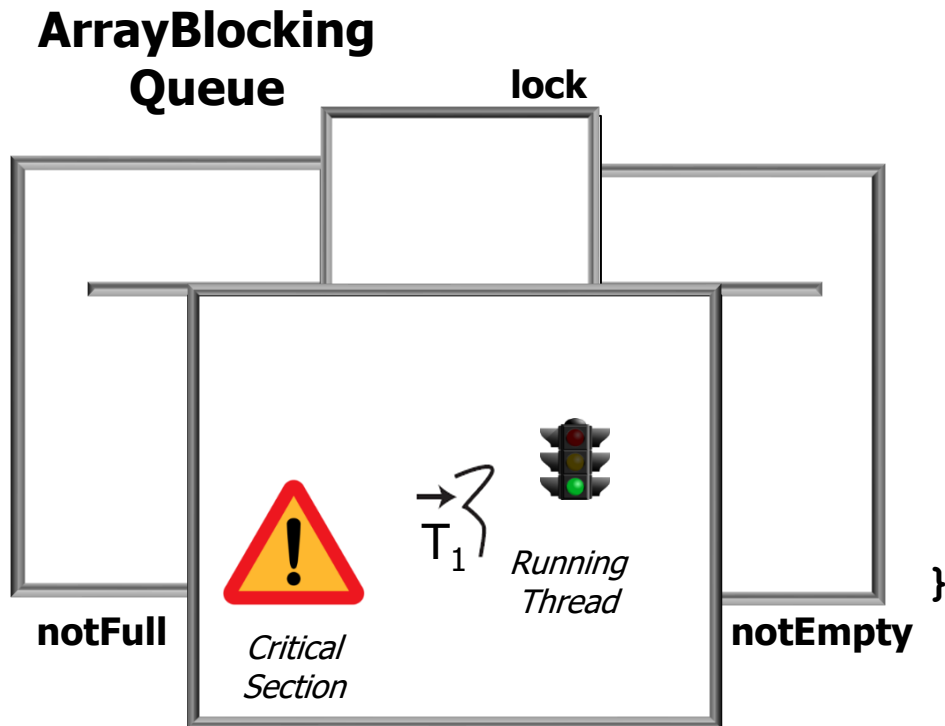 ArrayBlocking
Queue
lock
T1
Running
Thread
}
notFull
notEmpty
Critical
Section